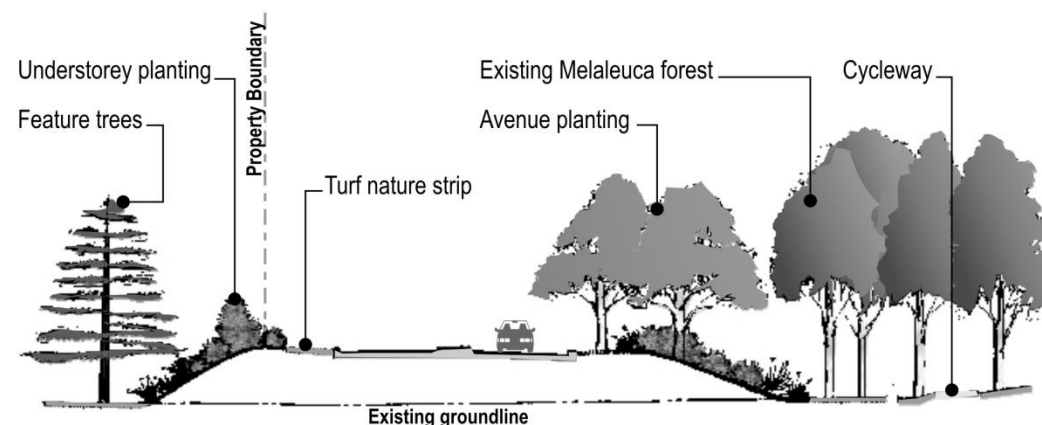 Understorey planting
Feature trees
Property Boundary
Turf nature strip
Existing Melaleuca forest
Avenue planting
Cycleway
Existing groundline